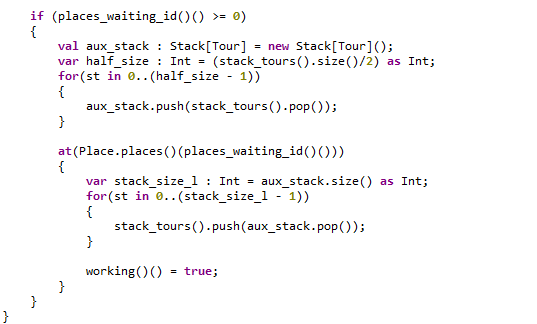 if (places_waiting_id()() >= 0)
{
val aux_stack : Stack[Tour] = new Stack[Tour]();
var half_size : Int = (stack_tours().size()/2) as Int;
for(st in 0..(half_size - 1))
{
aux_stack.push(stack_tours().pop());
}
at(Place.places()(places_waiting_id()()))
{
var stack_size_l : Int = aux_stack.size() as Int;
for(st in 0..(stack_size_l - 1))
{
stack_tours().push(aux_stack.pop());
}
working()() = true;
}
}
}